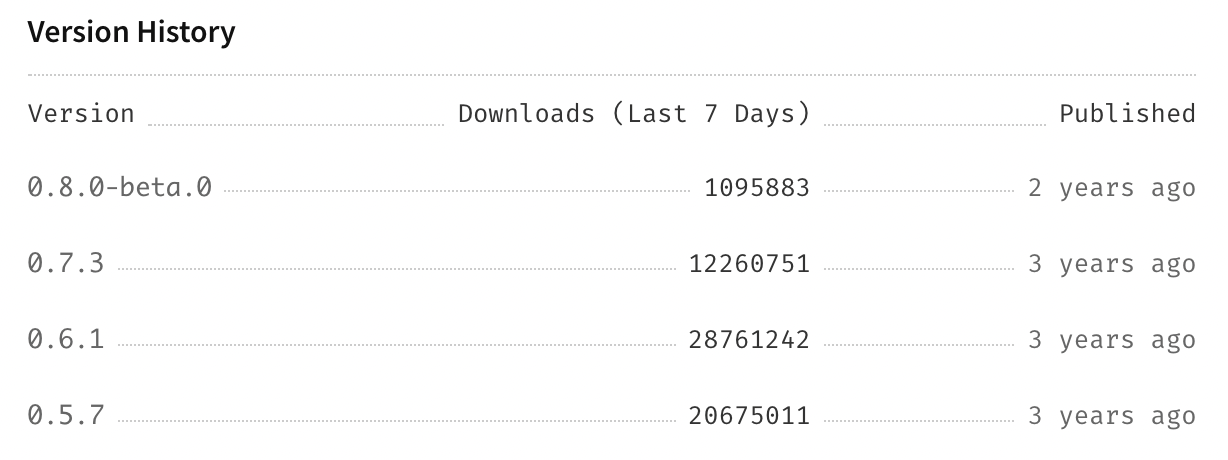 Version History
Version Downloads (Last 7 Days) Published
0.8.0-beta.0 1095883 2 years ago
0.7.3 12260751 3 years ago
0.6.1 28761242 3 years ago
0.5.7 20675011 3 years ago